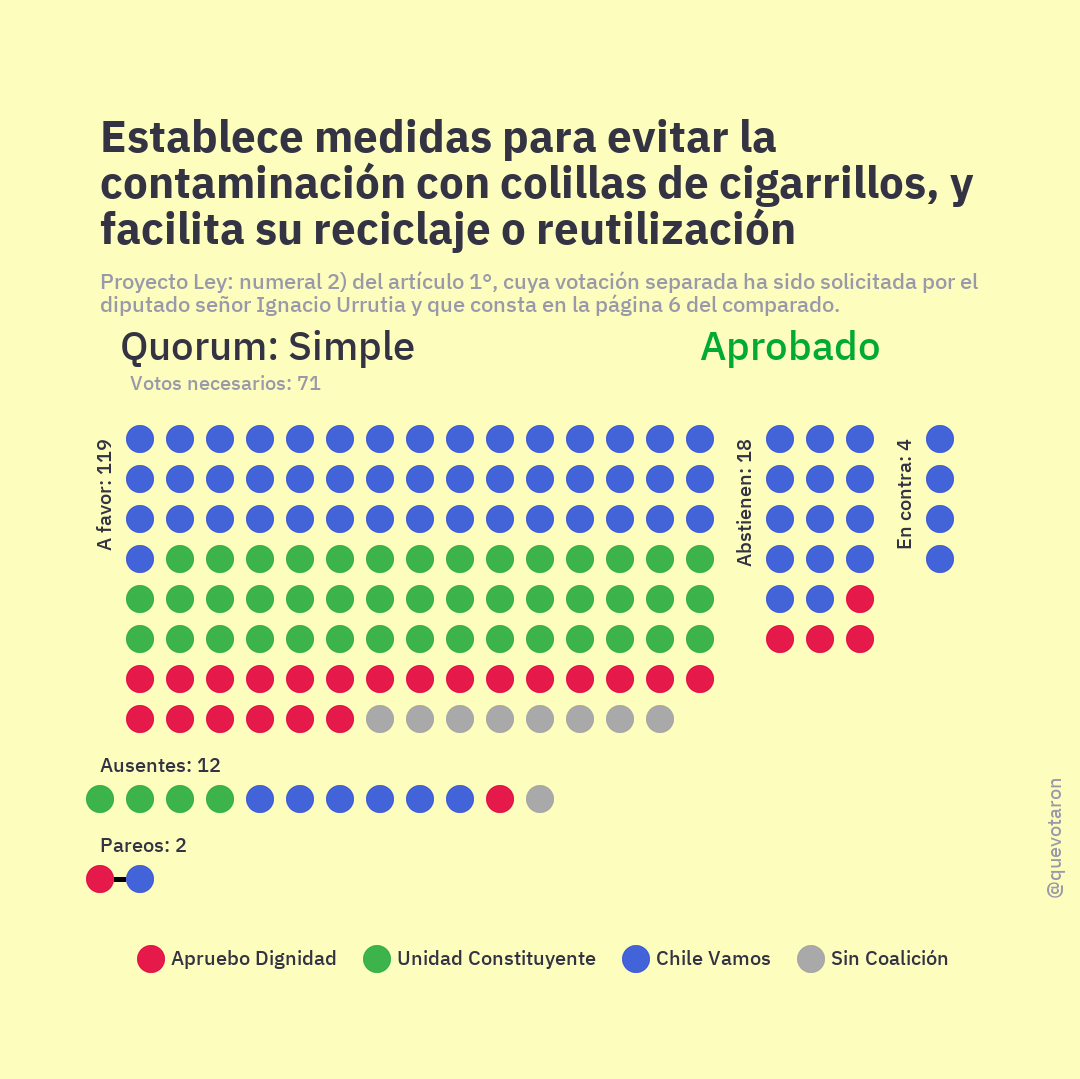 Establece medidas para evitar la
contaminación con colillas de cigarrillos, y
facilita su reciclaje o reutilización
Proyecto Ley: numeral 2) del artículo 1°, cuya votación separada ha sido solicitada por el
diputado señor Ignacio Urrutia y que consta en la página 6 del comparado.
Quorum: Simple
Aprobado
Votos necesarios: 71
A favor: 119
Abstienen: 18
En contra: 4
Ausentes: 12
Pareos: 2
@quevotaron
Apruebo Dignidad
Unidad Constituyente
Chile Vamos
Sin Coalición